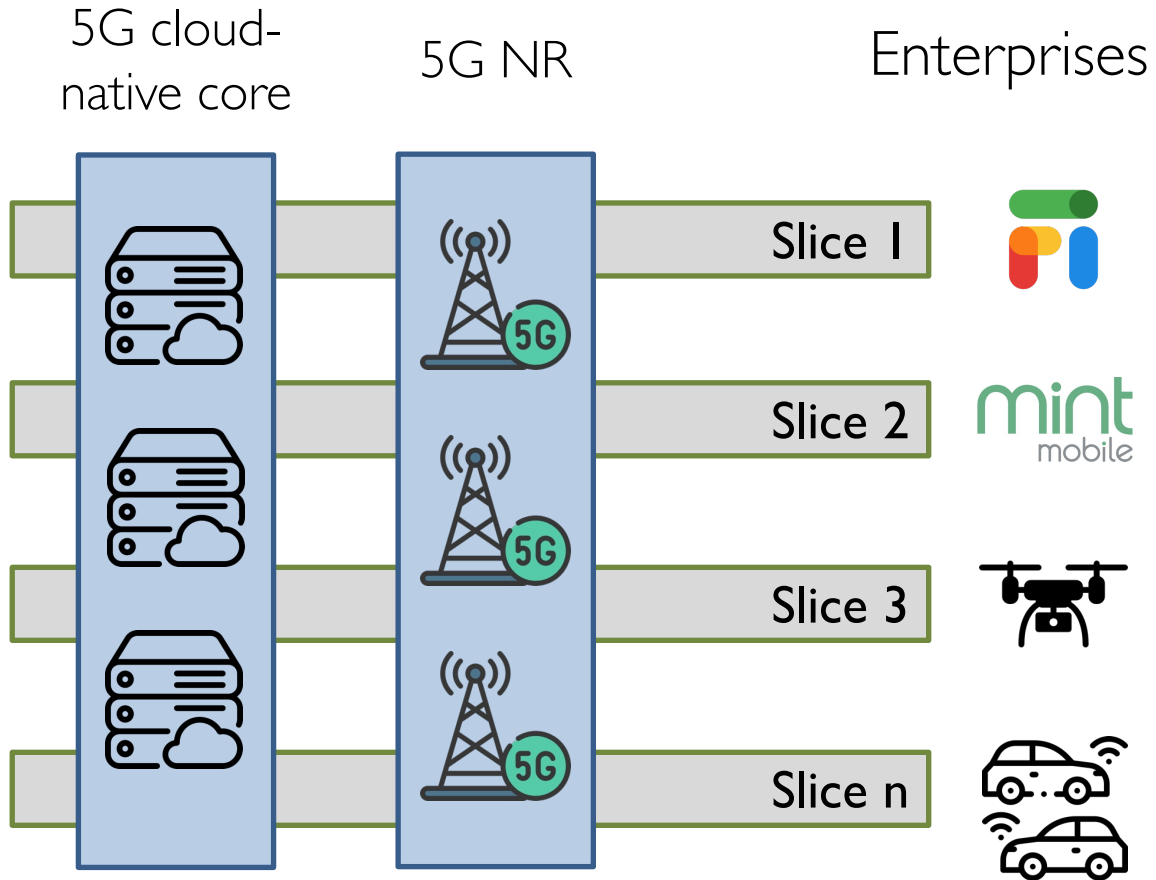 5G cloud-
native core
5G NR
Enterprises
Slice 1
5G
Slice 2
mint
mobile
5G
Slice 3
5G
Slice n